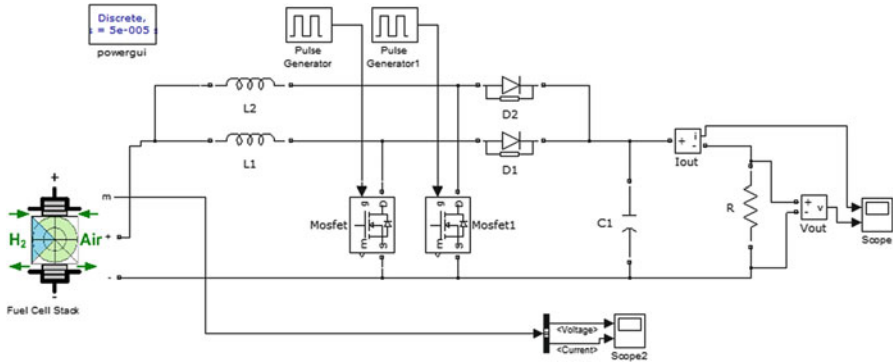 Discrete,
s = 5e-005
powergui
Pulse
Generator
Pulse
Generator1
L2
D2
L1
D1
+
m
H2
Air
+
-
-
Fuel Cell Stack
g
D
m
S
Mosfet
g
D
m
S
Mosfet1
C1
+
-
i
Iout
R
+
-
v
Vout
Scope
<Voltage>
<Current>
Scope2